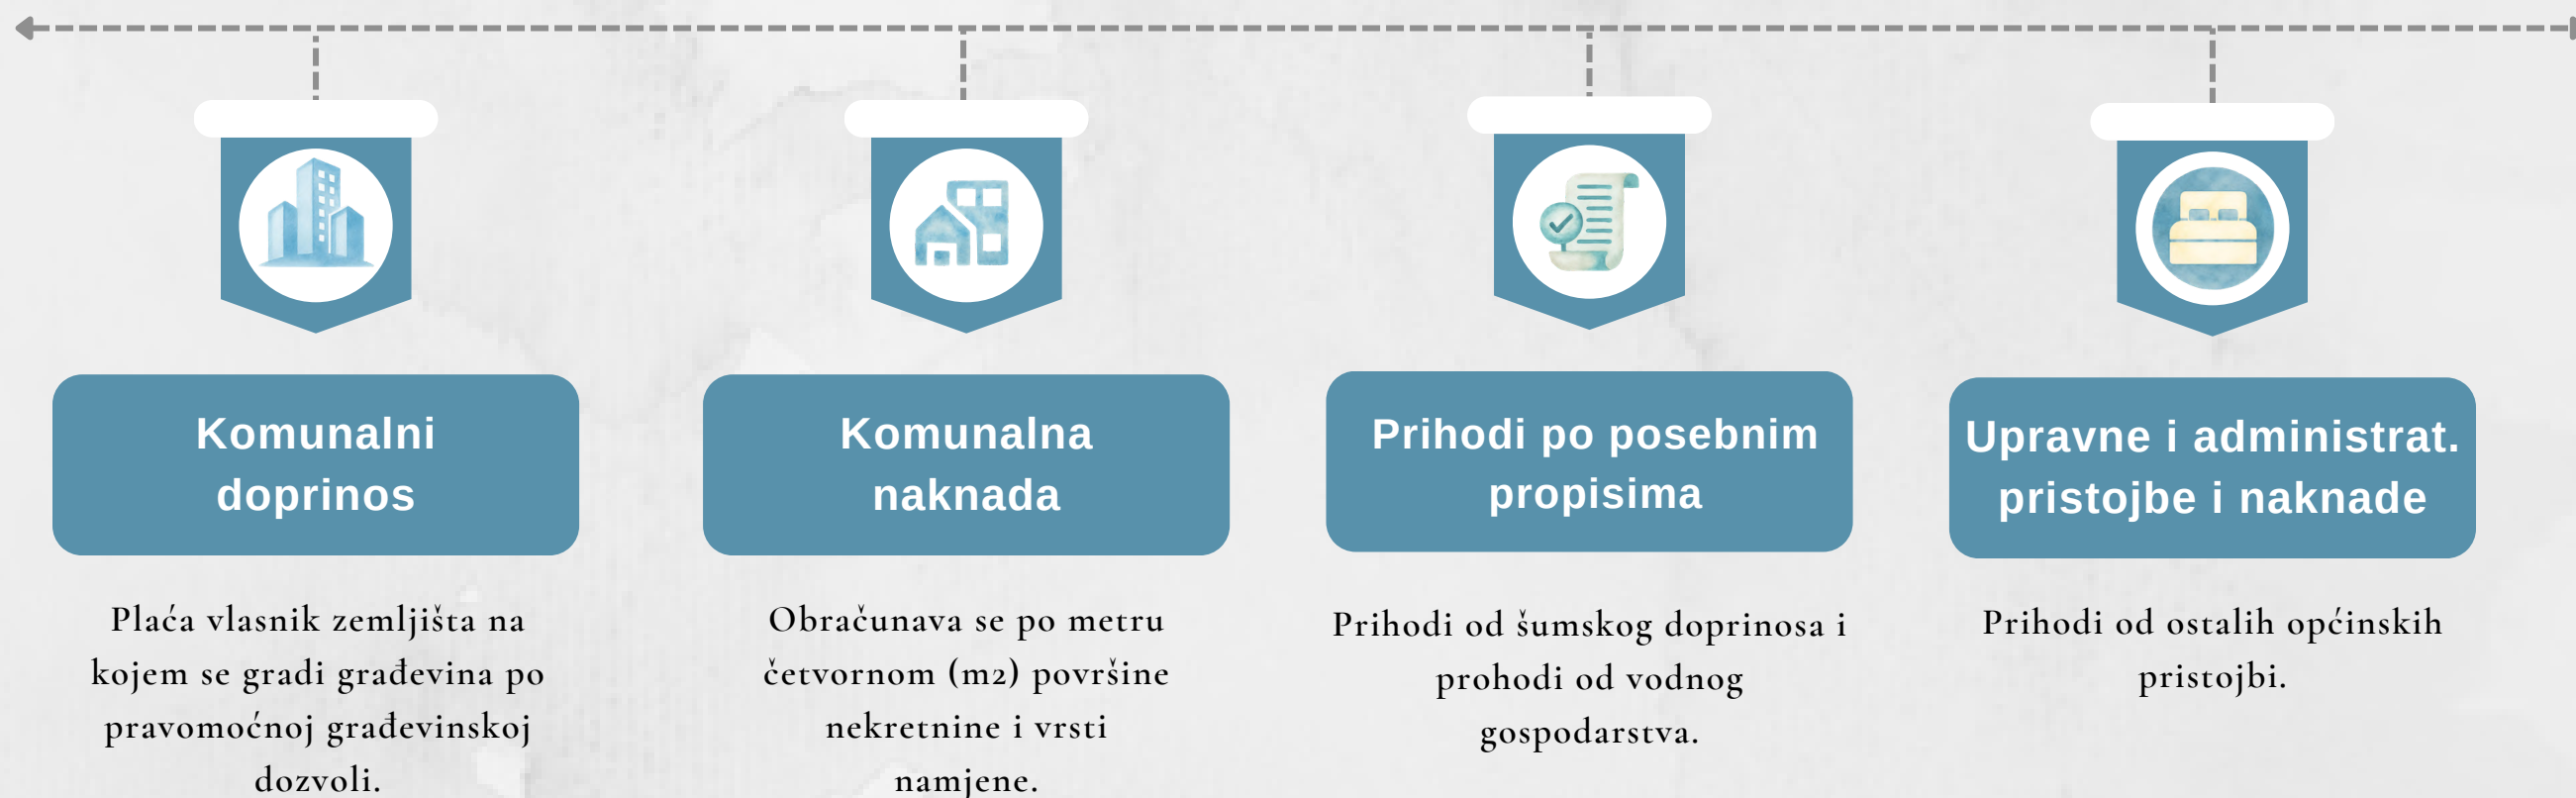 Komunalni
doprinos
Plaća vlasnik zemljišta na
kojem se gradi građevina po
pravomoćnoj građevinskoj
dozvoli.
Komunalna
naknada
Obračunava se po metru
četvornom (m2) površine
nekretnine i vrsti
namjene.
Prihodi po posebnim
propisima
Prihodi od šumskog doprinosa i
prohodi od vodnog
gospodarstva.
Upravne i administrat.
pristojbe i naknade
Prihodi od ostalih općinskih
pristojbi.